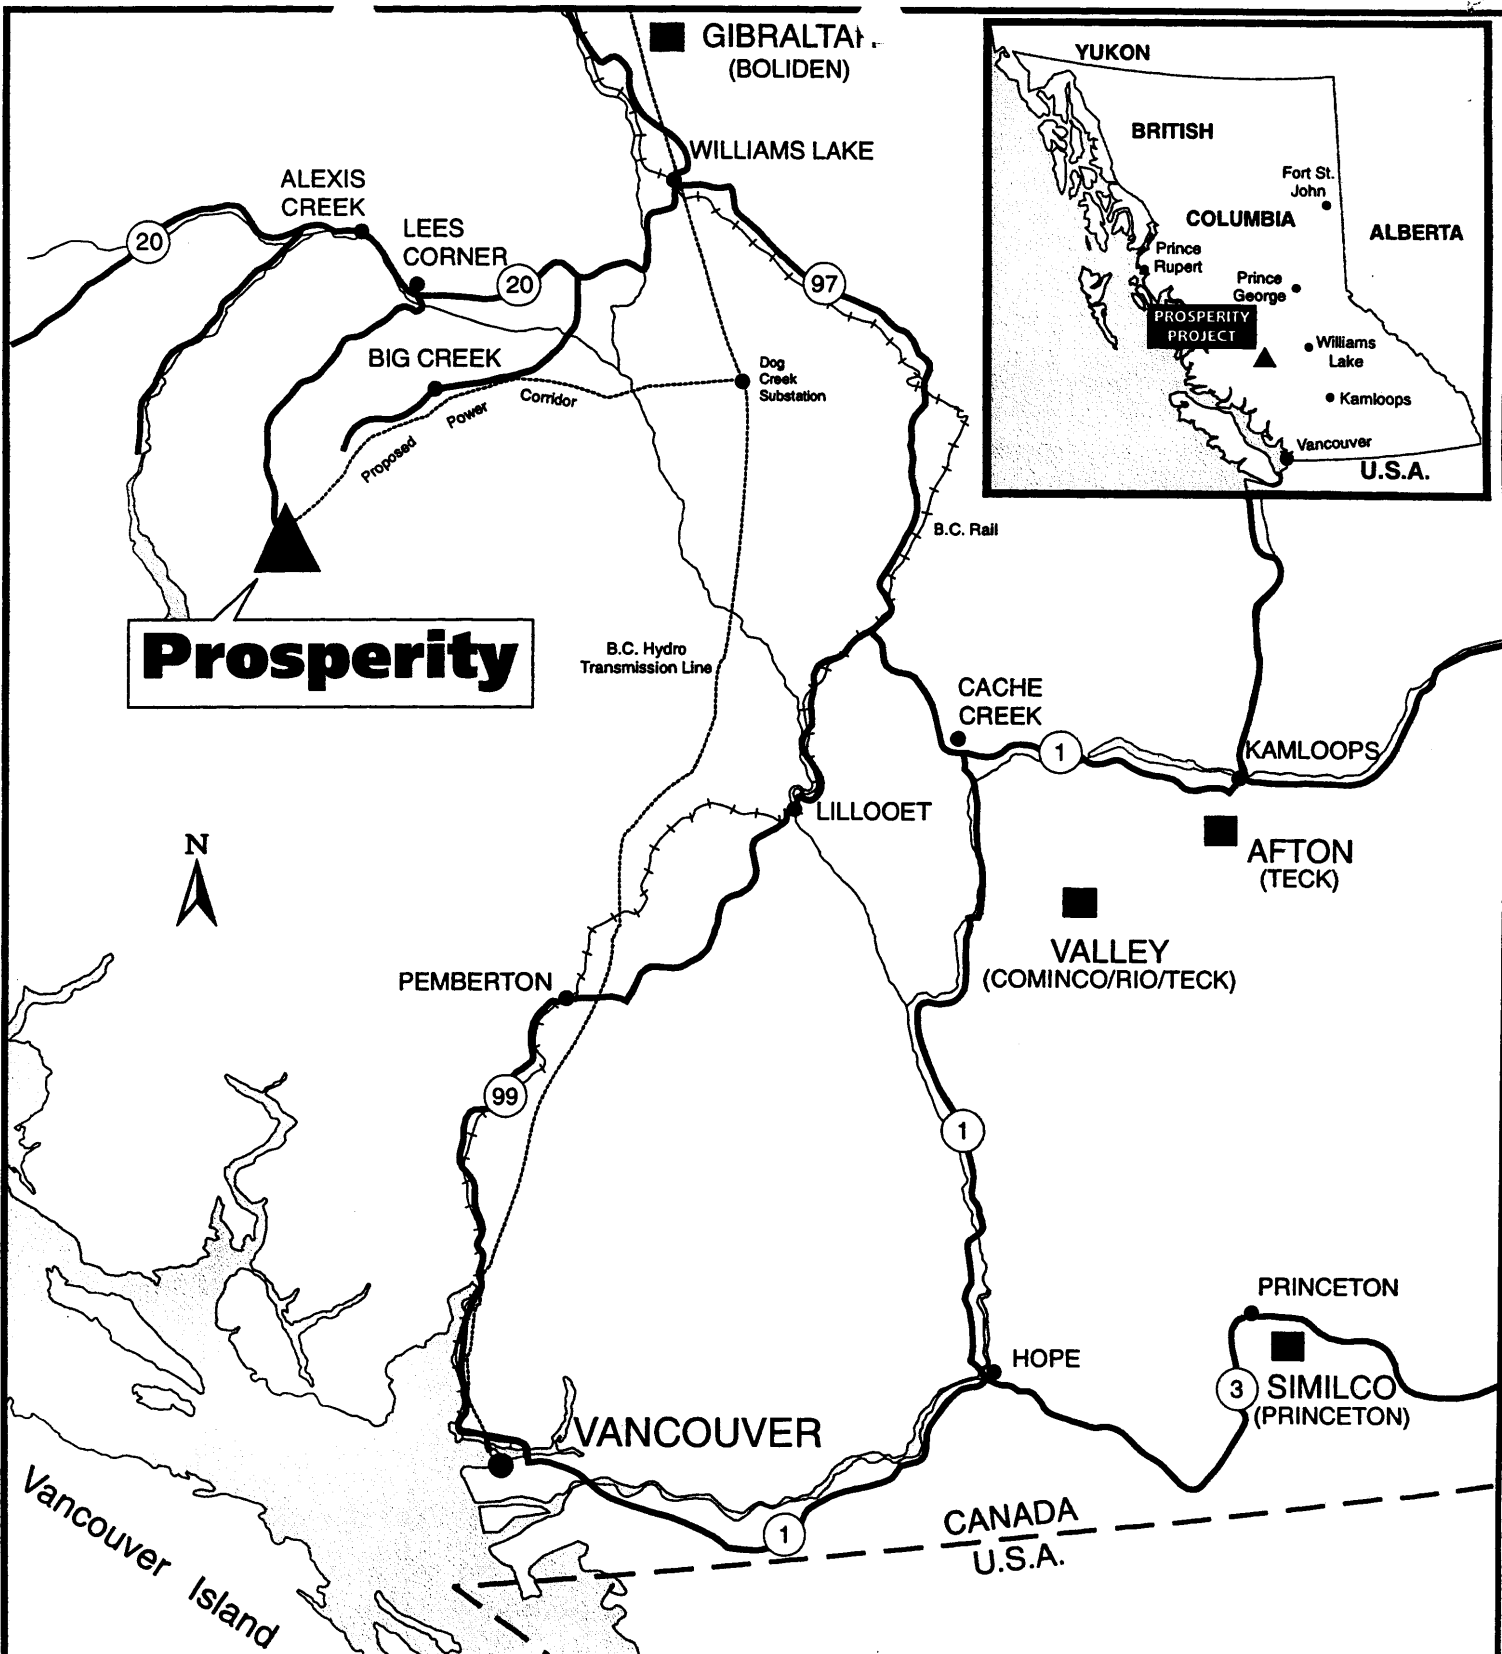 GIBRALTAR
(BOLIDEN)
WILLIAMS LAKE
ALEXIS
CREEK
LEES
CORNER
20
20
97
BIG CREEK
Dog
Creek
Substation
Proposed Power Corridor
B.C. Rail
Prosperity
B.C. Hydro
Transmission Line
CACHE
CREEK
1
KAMLOOPS
LILLOOET
AFTON
(TECK)
N
VALLEY
(COMINCO/RIO/TECK)
PEMBERTON
99
1
PRINCETON
HOPE
3
SIMILCO
(PRINCETON)
VANCOUVER
1
CANADA
U.S.A.
Vancouver Island
YUKON
BRITISH
Fort St.
John
COLUMBIA
ALBERTA
Prince
Rupert
Prince
George
PROSPERITY
PROJECT
Williams
Lake
Kamloops
Vancouver
U.S.A.